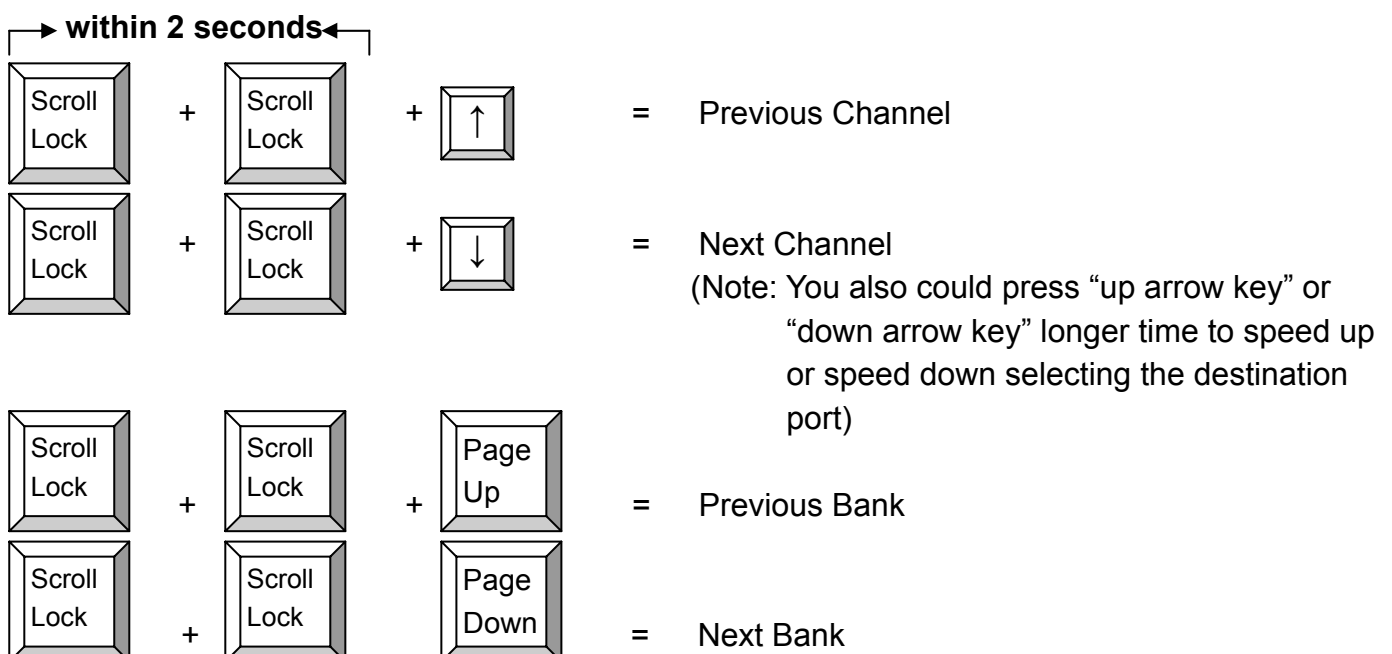 within 2 seconds
Scroll Lock + Scroll Lock + ↑ = Previous Channel
Scroll Lock + Scroll Lock + ↓ = Next Channel
(Note: You also could press “up arrow key” or
“down arrow key” longer time to speed up
or speed down selecting the destination
port)
Scroll Lock + Scroll Lock + Page Up = Previous Bank
Scroll Lock + Scroll Lock Page Down = Next Bank